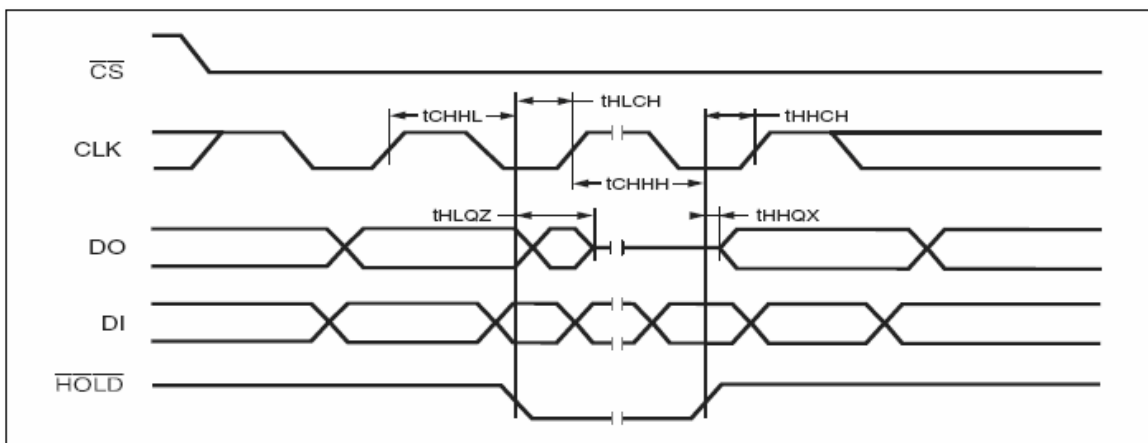 CS
tHLCH
tCHHL
tHHCH
CLK
tCHHH
tHLQZ
tHHQX
DO
DI
HOLD